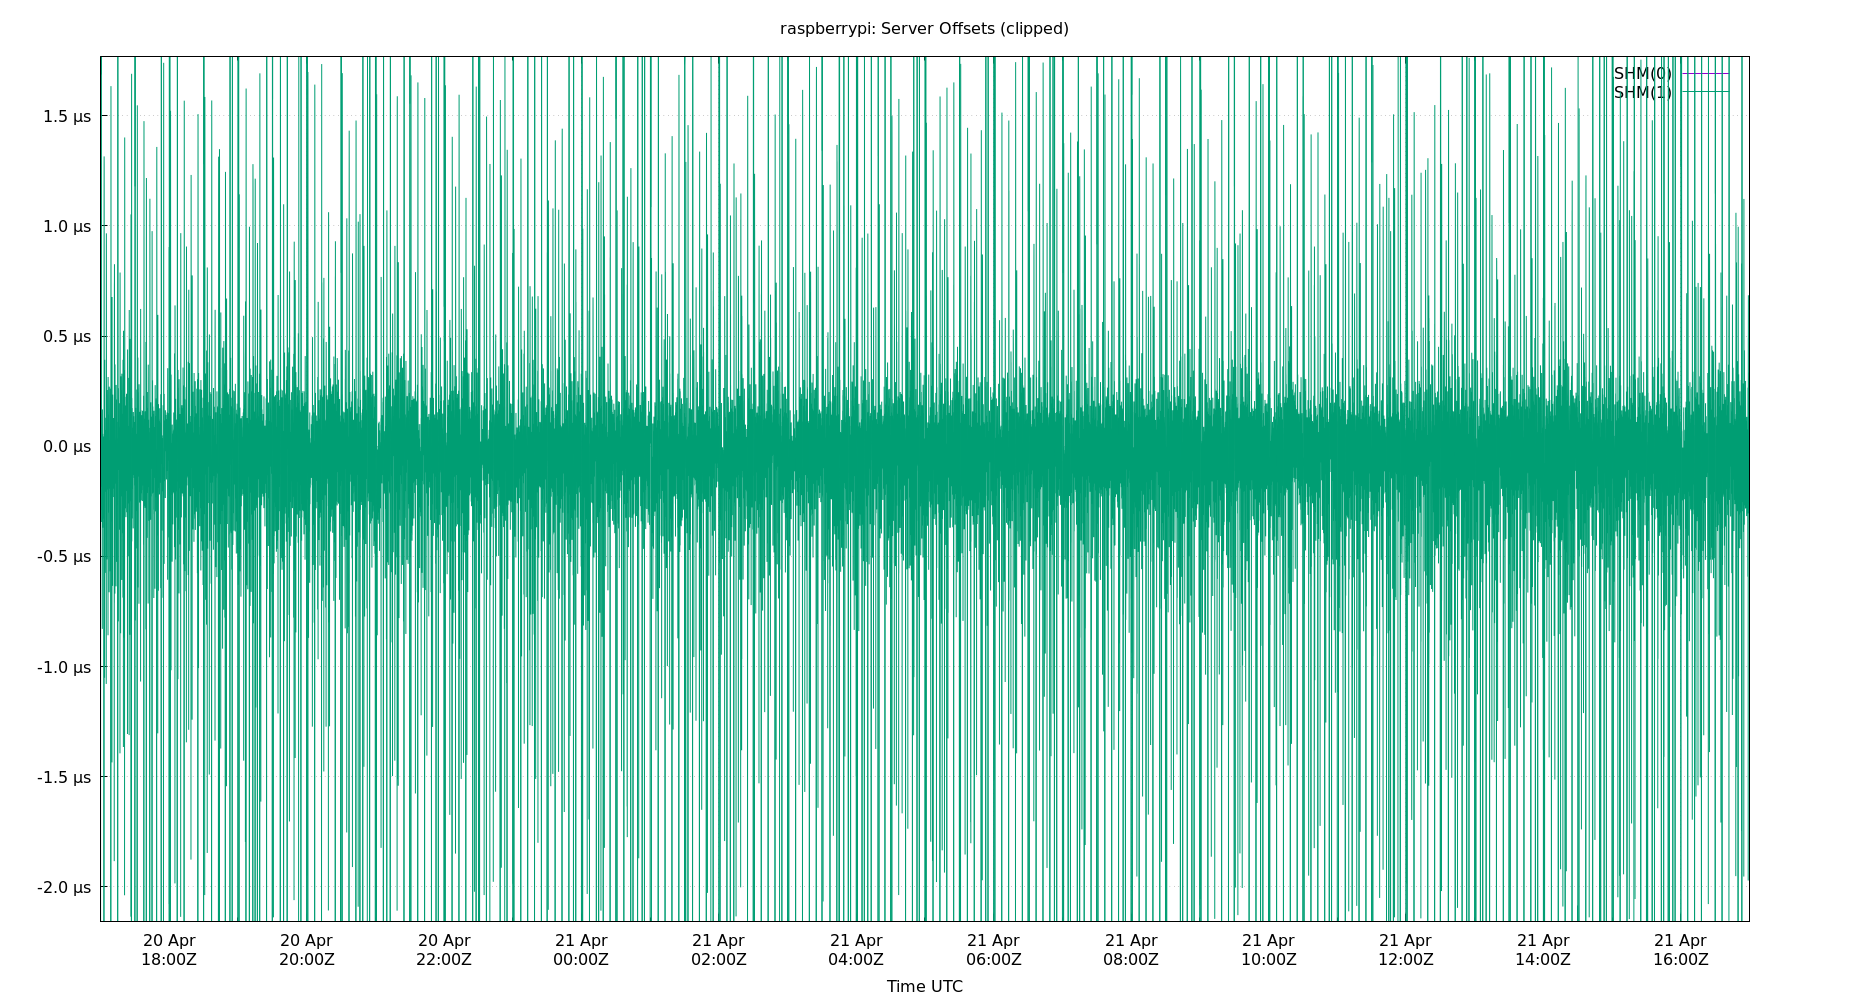 raspberrypi: Server Offsets (clipped)
SHM(0)
SHM(1)
1.5 µs
1.0 µs
0.5 µs
0.0 µs
-0.5 µs
-1.0 µs
-1.5 µs
-2.0 µs
20 Apr 20 Apr 20 Apr 21 Apr 21 Apr 21 Apr 21 Apr 21 Apr 21 Apr 21 Apr 21 Apr 21 Apr
18:00Z 20:00Z 22:00Z 00:00Z 02:00Z 04:00Z 06:00Z 08:00Z 10:00Z 12:00Z 14:00Z 16:00Z
Time UTC